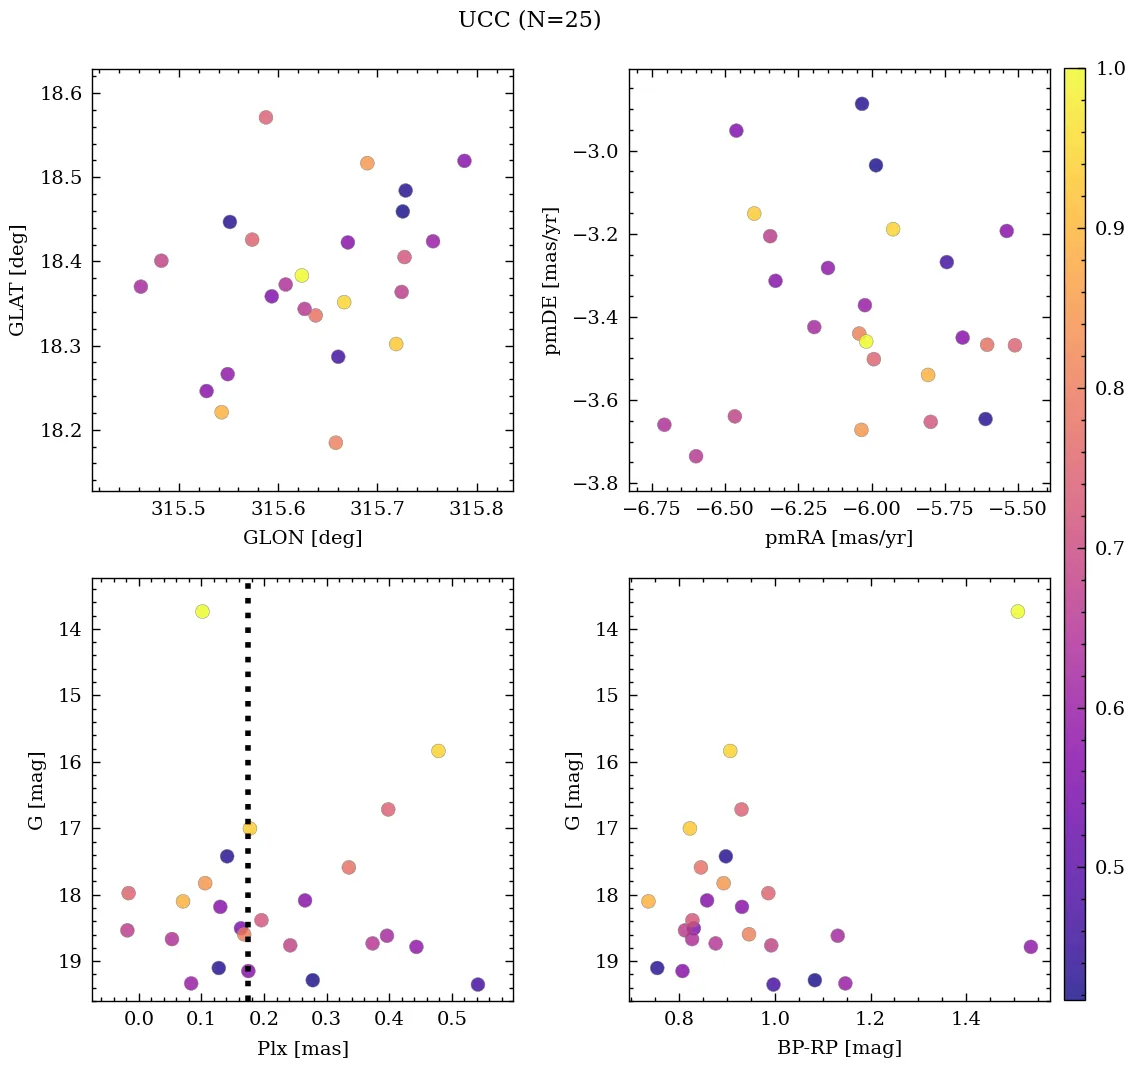 UCC (N=25)
18.6
18.5
18.4
18.3
18.2
GLAT [deg]
315.5 315.6 315.7 315.8
GLON [deg]
−3.0
−3.2
−3.4
−3.6
−3.8
pmDE [mas/yr]
−6.75 −6.50 −6.25 −6.00 −5.75 −5.50
pmRA [mas/yr]
1.0
0.9
0.8
0.7
0.6
0.5
14
15
16
17
18
19
G [mag]
0.0 0.1 0.2 0.3 0.4 0.5
Plx [mas]
14
15
16
17
18
19
G [mag]
0.8 1.0 1.2 1.4
BP-RP [mag]